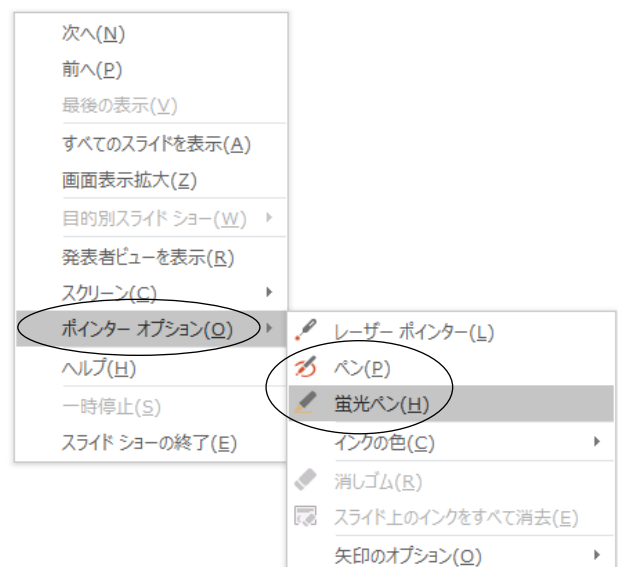 次へ(N)
前へ(P)
最後の表示(V)
すべてのスライドを表示(A)
画面表示拡大(Z)
目的別スライド ショー(W)
発表者ビューを表示(R)
スクリーン(C)
ポインター オプション(O)
ヘルプ(H)
一時停止(S)
スライド ショーの終了(E)
レーザー ポインター(L)
ペン(P)
蛍光ペン(H)
インクの色(C)
消しゴム(R)
スライド上のインクをすべて消去(E)
矢印のオプション(O)